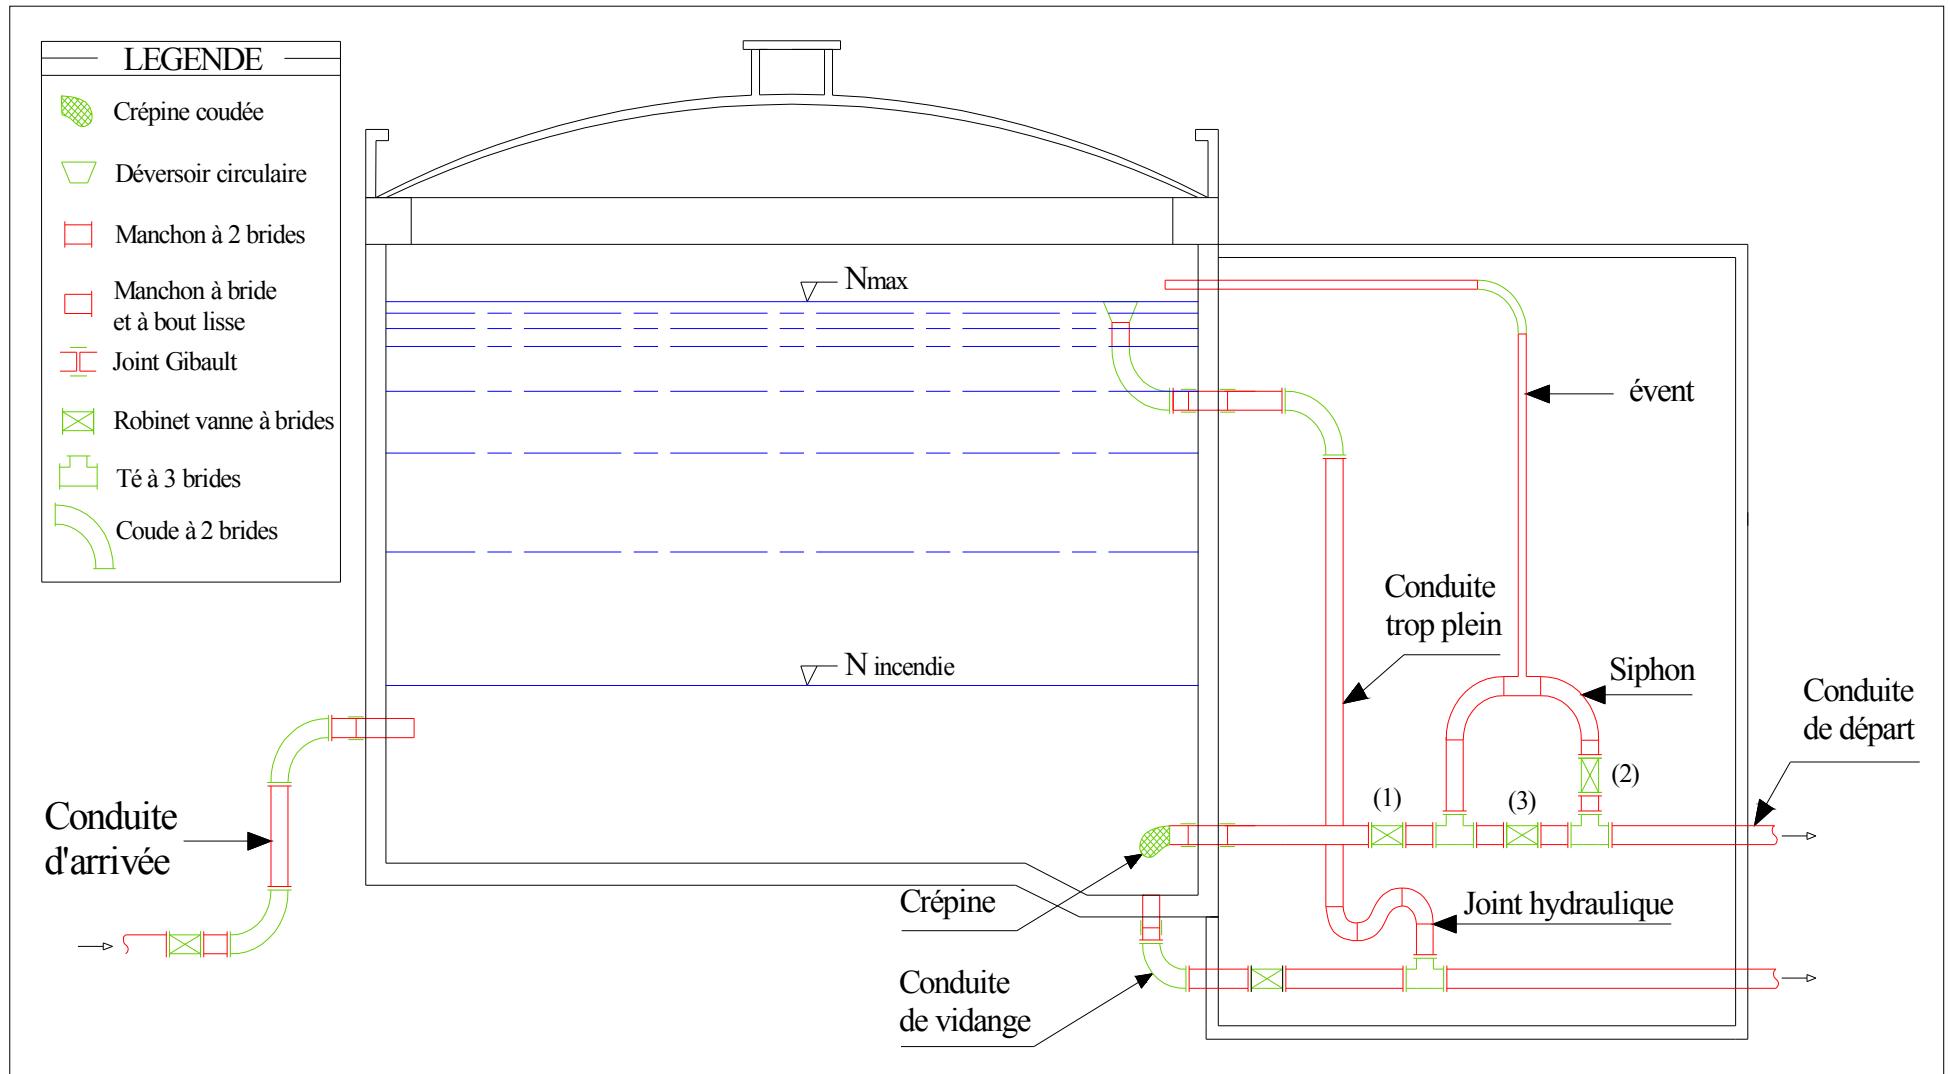 LEGENDE
Crépine coudée
Déversoir circulaire
Manchon à 2 brides
Manchon à bride
et à bout lisse
Joint Gibault
Robinet vanne à brides
Té à 3 brides
Coude à 2 brides
Nmax
N incendie
évent
Conduite
trop plein
Siphon
Conduite
de départ
(1)
(3)
(2)
Conduite
d'arrivée
Crépine
Joint hydraulique
Conduite
de vidange